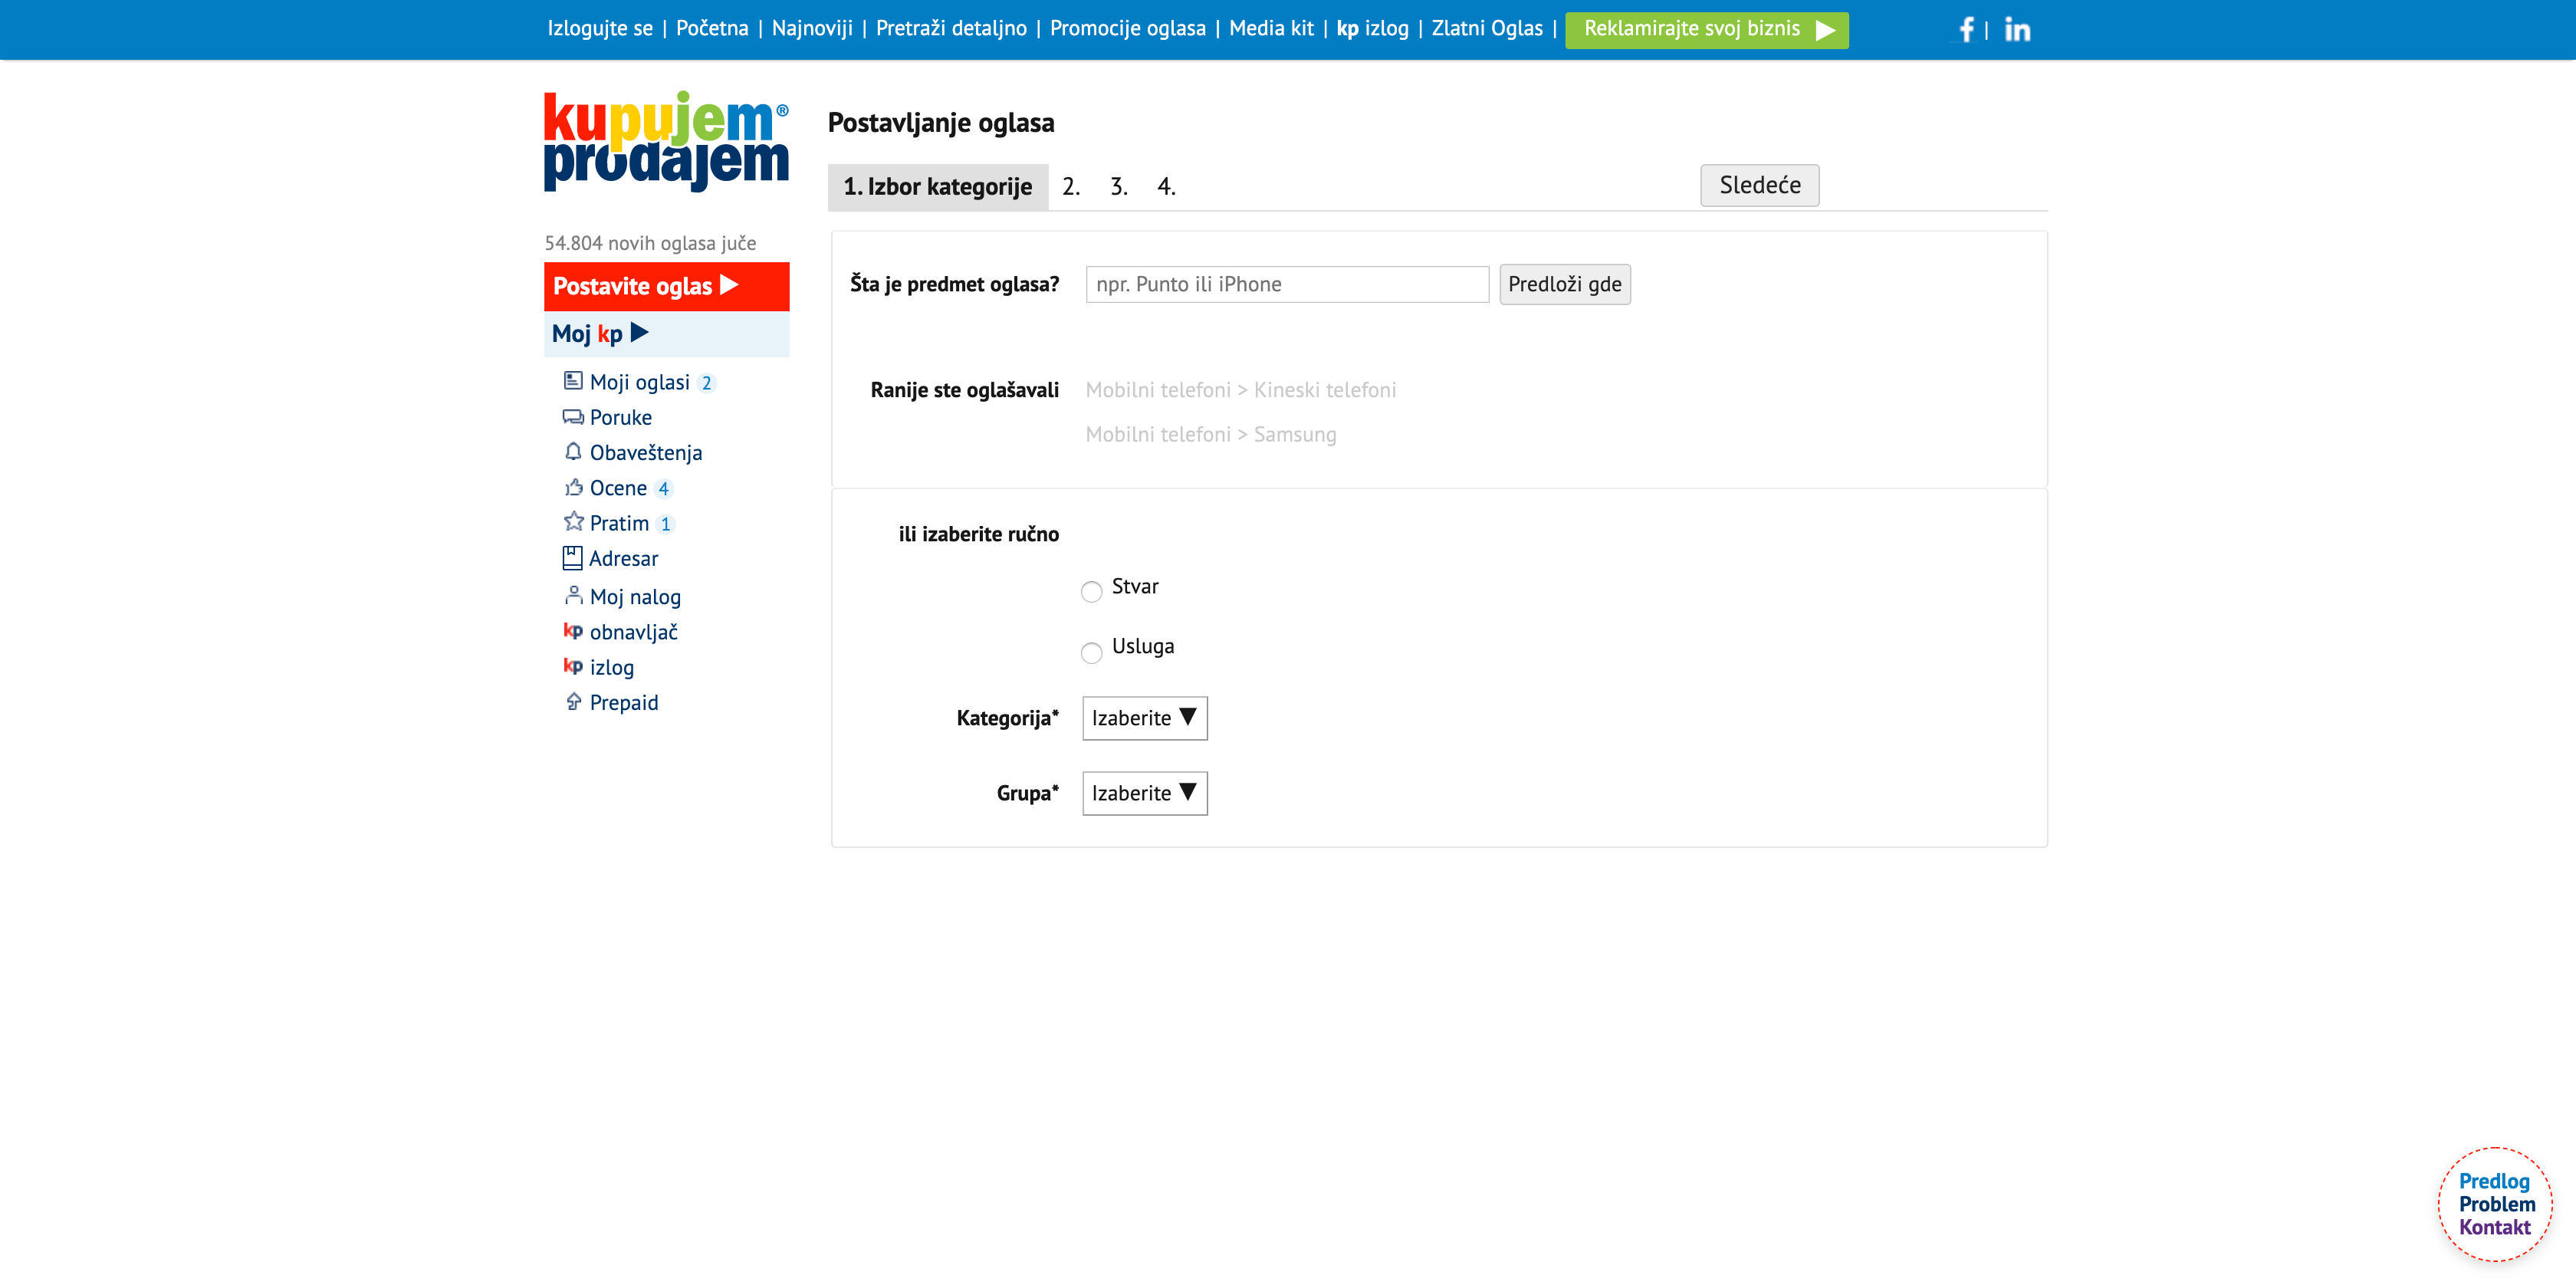 Izlogujte se | Početna | Najnoviji | Pretraži detaljno | Promocije oglasa | Media kit | kp izlog | Zlatni Oglas | Reklamirajte svoj biznis ▶ f | in
kupujem®
prodajem
Postavljanje oglasa
1. Izbor kategorije 2. 3. 4. Sledeće
54.804 novih oglasa juče
Postavite oglas ▶
Moj kp ▶
Moji oglasi 2
Poruke
Obaveštenja
Ocene 4
Pratim 1
Adresar
Moj nalog
kp obnavljač
kp izlog
Prepaid
Šta je predmet oglasa? npr. Punto ili iPhone Predloži gde
Ranije ste oglašavali Mobilni telefoni > Kineski telefoni
Mobilni telefoni > Samsung
ili izaberite ručno
Stvar
Usluga
Kategorija* Izaberite ▼
Grupa* Izaberite ▼
Predlog
Problem
Kontakt